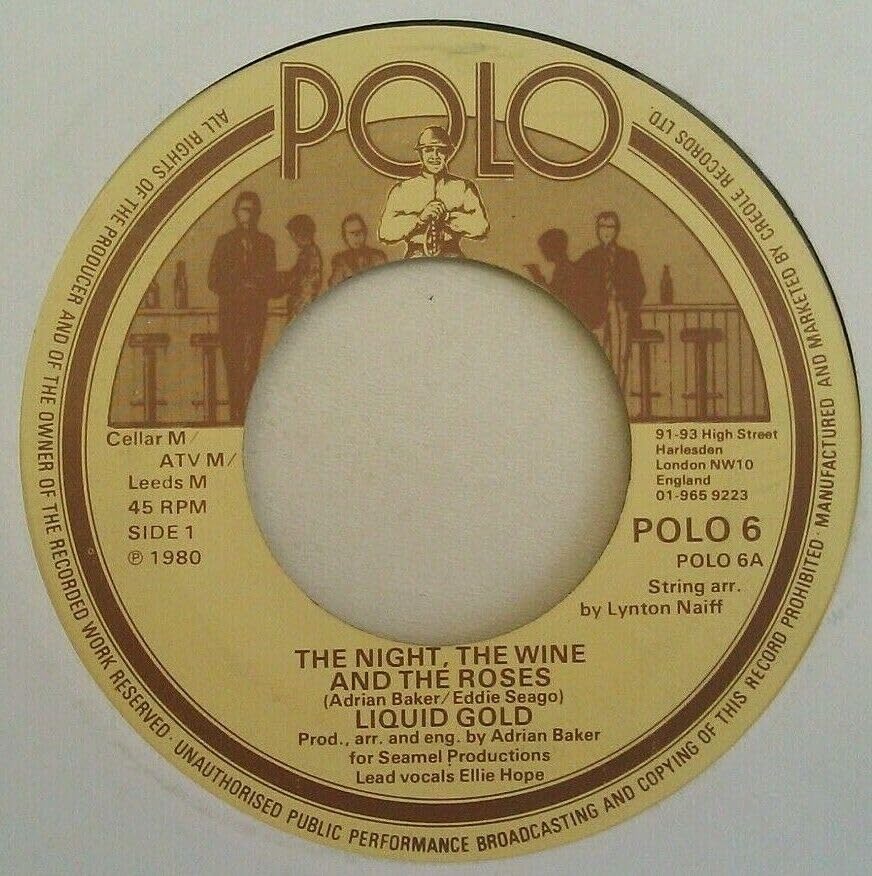 POLO
ALL RIGHTS OF THE PRODUCER AND OF THE OWNER OF THE RECORDED WORK RESERVED · UNAUTHORISED PUBLIC PERFORMANCE BROADCASTING AND COPYING OF THIS RECORD PROHIBITED · MANUFACTURED AND MARKETED BY CREOLE RECORDS LTD.
Cellar M/
ATV M/
Leeds M
45 RPM
SIDE 1
℗ 1980
91-93 High Street
Harlesden
London NW10
England
01-965 9223
POLO 6
POLO 6A
String arr.
by Lynton Naiff
THE NIGHT, THE WINE
AND THE ROSES
(Adrian Baker/Eddie Seago)
LIQUID GOLD
Prod., arr. and eng. by Adrian Baker
for Seamel Productions
Lead vocals Ellie Hope